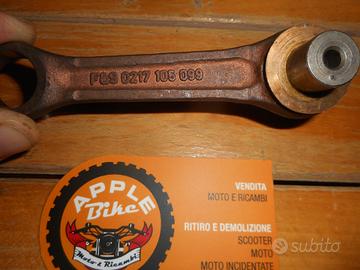 F&S 0217 105 099
APPLE
Bike
Moto e Ricambi
VENDITA
MOTO E RICAMBI
RITIRO E DEMOLIZIONE
SCOOTER
MOTO
MOTO INCIDENTATE
subito